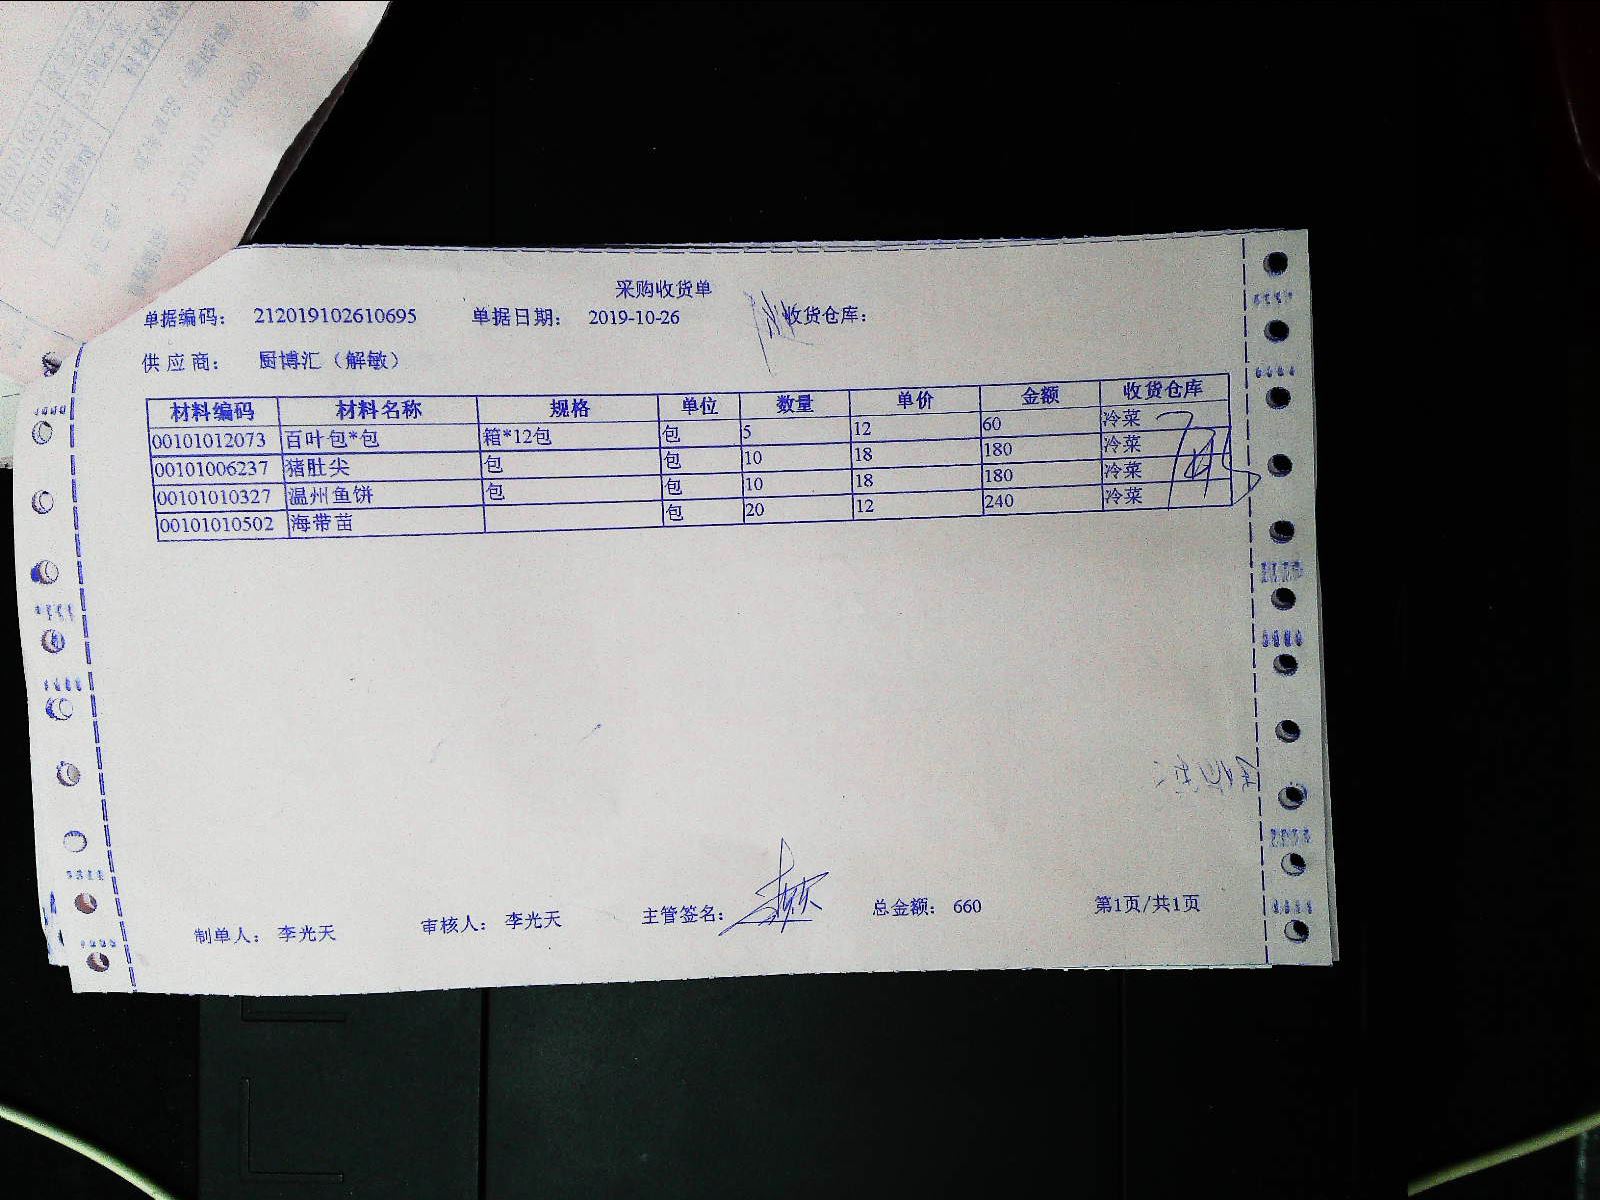 采购收货单
单据编码: 212019102610695 单据日期: 2019-10-26 收货仓库:
供应商: 厨博汇（解敏）
材料编码 材料名称 规格 单位 数量 单价 金额 收货仓库
00101012073 百叶包*包 箱*12包 包 5 12 60 冷菜
00101006237 猪肚尖 包 包 10 18 180 冷菜
00101010327 温州鱼饼 包 包 10 18 180 冷菜
00101010502 海带苗 包 20 12 240 冷菜
制单人: 李光天 审核人: 李光天 主管签名: 总金额: 660 第1页/共1页